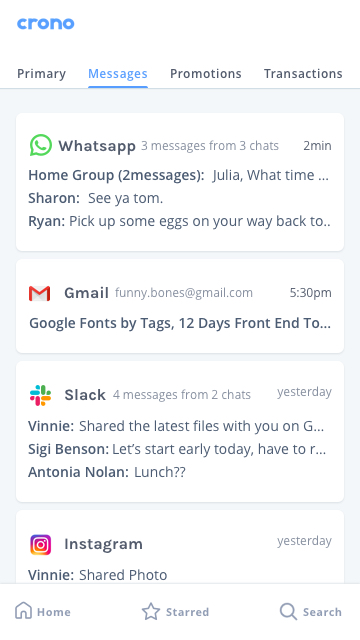 crono
Primary Messages Promotions Transactions
Whatsapp 3 messages from 3 chats 2min
Home Group (2messages): Julia, What time ...
Sharon: See ya tom.
Ryan: Pick up some eggs on your way back to..
Gmail funny.bones@gmail.com 5:30pm
Google Fonts by Tags, 12 Days Front End To...
Slack 4 messages from 2 chats yesterday
Vinnie: Shared the latest files with you on G...
Sigi Benson: Let’s start early today, have to r...
Antonia Nolan: Lunch??
Instagram yesterday
Vinnie: Shared Photo
Home Starred Search